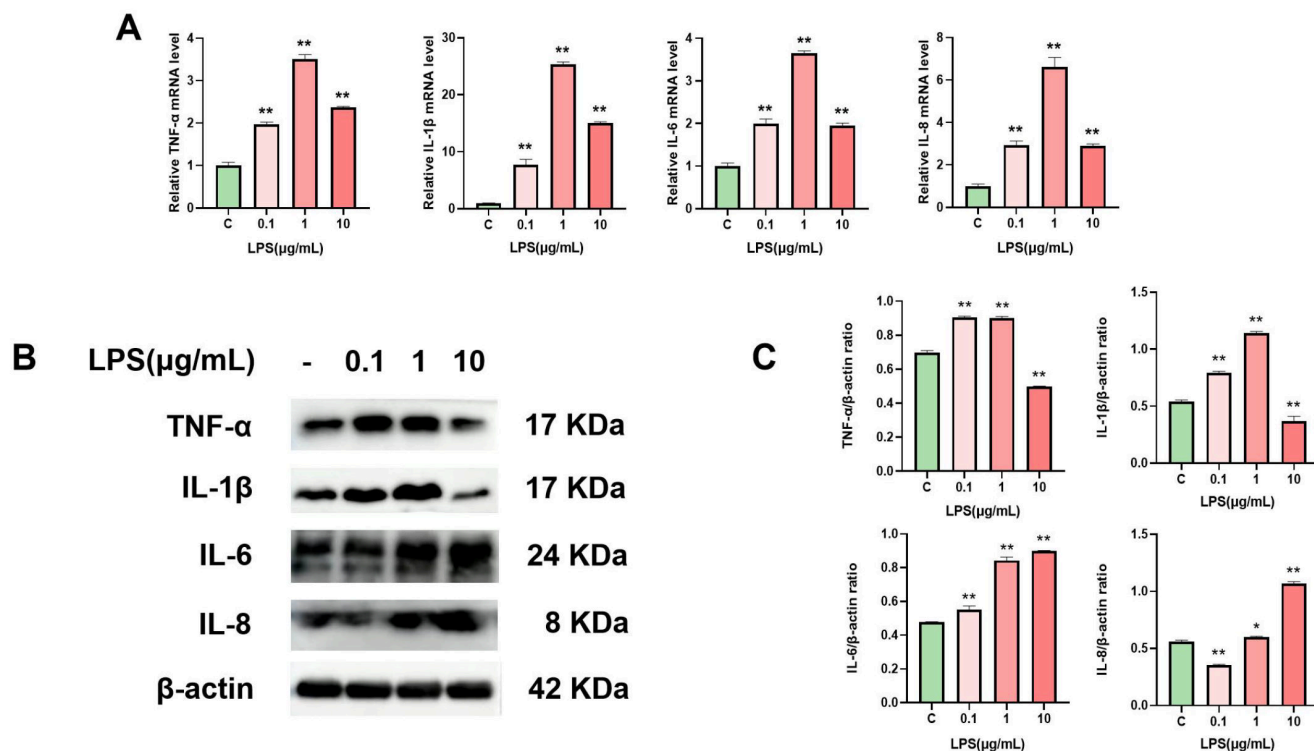 A
Relative TNF-α mRNA level
4
3
2
1
0
**
**
**
C 0.1 1 10
LPS(μg/mL)
Relative IL-1β mRNA level
30
20
10
0
**
**
**
C 0.1 1 10
LPS(μg/mL)
Relative IL-6 mRNA level
4
3
2
1
0
**
**
**
C 0.1 1 10
LPS(μg/mL)
Relative IL-8 mRNA level
8
6
4
2
0
**
**
**
C 0.1 1 10
LPS(μg/mL)
B
LPS(μg/mL) - 0.1 1 10
TNF-α 17 KDa
IL-1β 17 KDa
IL-6 24 KDa
IL-8 8 KDa
β-actin 42 KDa
C
TNF-α/β-actin ratio
1.0
0.8
0.6
0.4
0.2
0.0
**
**
**
C 0.1 1 10
LPS(μg/mL)
IL-1β/β-actin ratio
1.5
1.0
0.5
0.0
**
**
**
C 0.1 1 10
LPS(μg/mL)
IL-6/β-actin ratio
1.0
0.8
0.6
0.4
0.2
0.0
**
**
**
C 0.1 1 10
LPS(μg/mL)
IL-8/β-actin ratio
1.5
1.0
0.5
0.0
**
*
**
C 0.1 1 10
LPS(μg/mL)